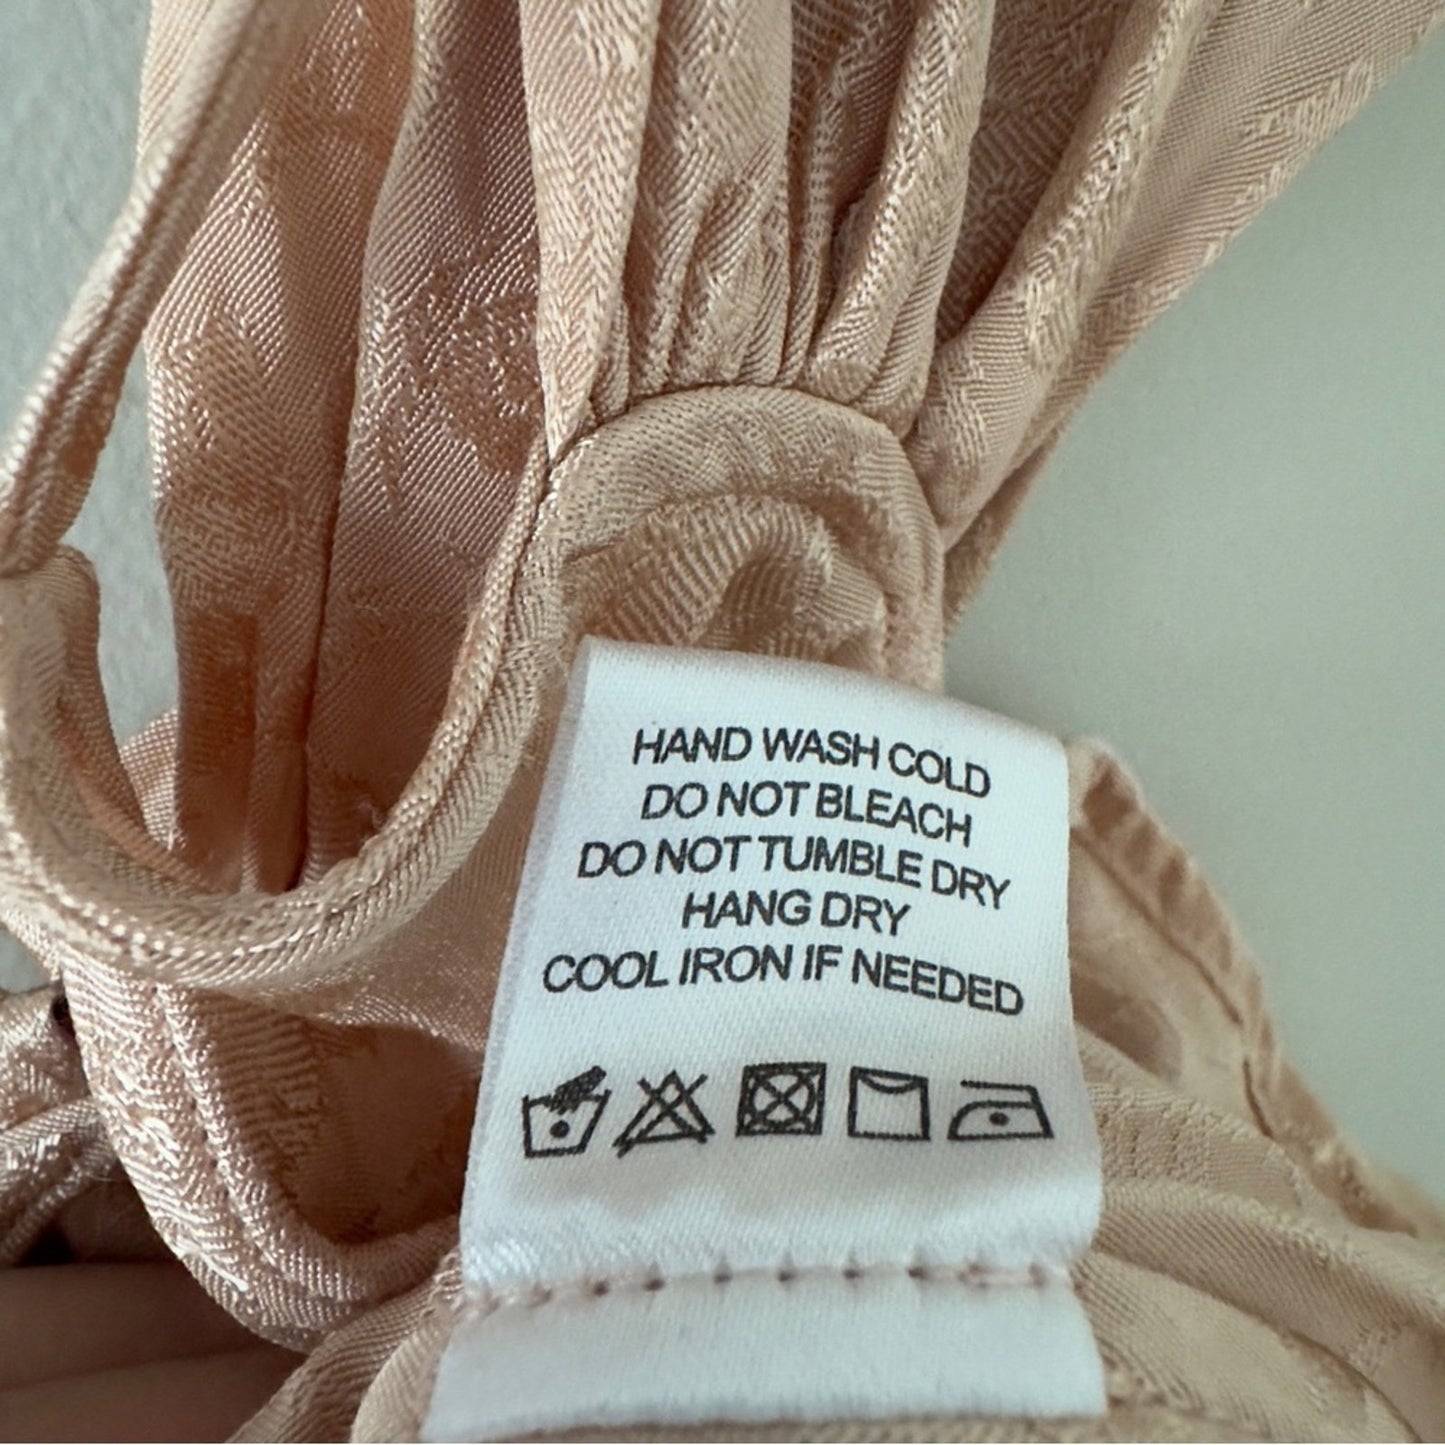 HAND WASH COLD
DO NOT BLEACH
DO NOT TUMBLE DRY
HANG DRY
COOL IRON IF NEEDED